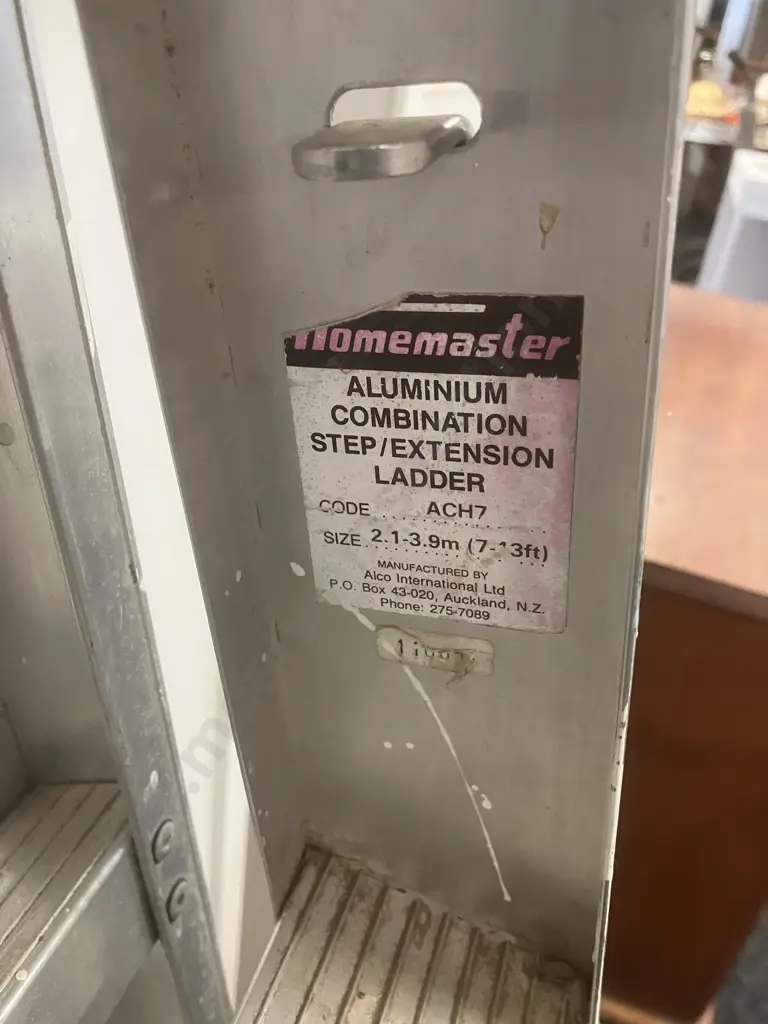 Homemaster
ALUMINIUM
COMBINATION
STEP/EXTENSION
LADDER
CODE ACH7
SIZE 2.1-3.9m (7-13ft)
MANUFACTURED BY
Alco International Ltd
P.O. Box 43-020, Auckland, N.Z.
Phone: 275-7089